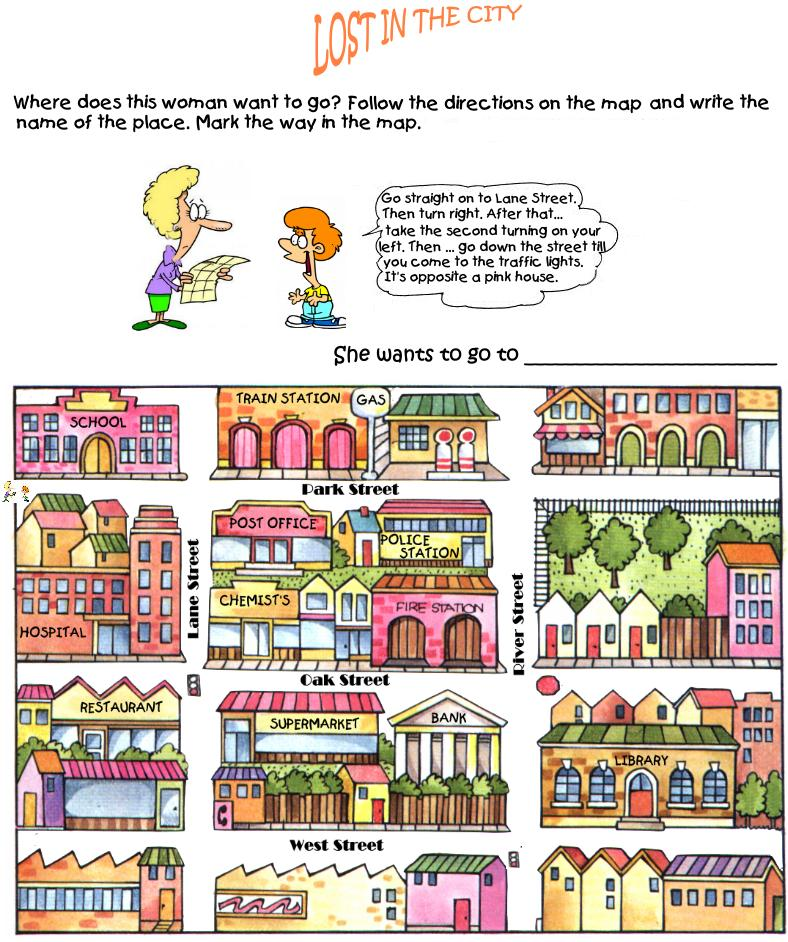 LOST IN THE CITY
Where does this woman want to go? Follow the directions on the map and write the
name of the place. Mark the way in the map.
Go straight on to Lane Street.
Then turn right. After that...
take the second turning on your
left. Then ... go down the street till
you come to the traffic lights.
It's opposite a pink house.
She wants to go to ____________________
SCHOOL
TRAIN STATION
GAS
Park Street
POST OFFICE
POLICE
STATION
Lane Street
CHEMIST'S
FIRE STATION
HOSPITAL
River Street
Oak Street
RESTAURANT
SUPERMARKET
BANK
LIBRARY
West Street